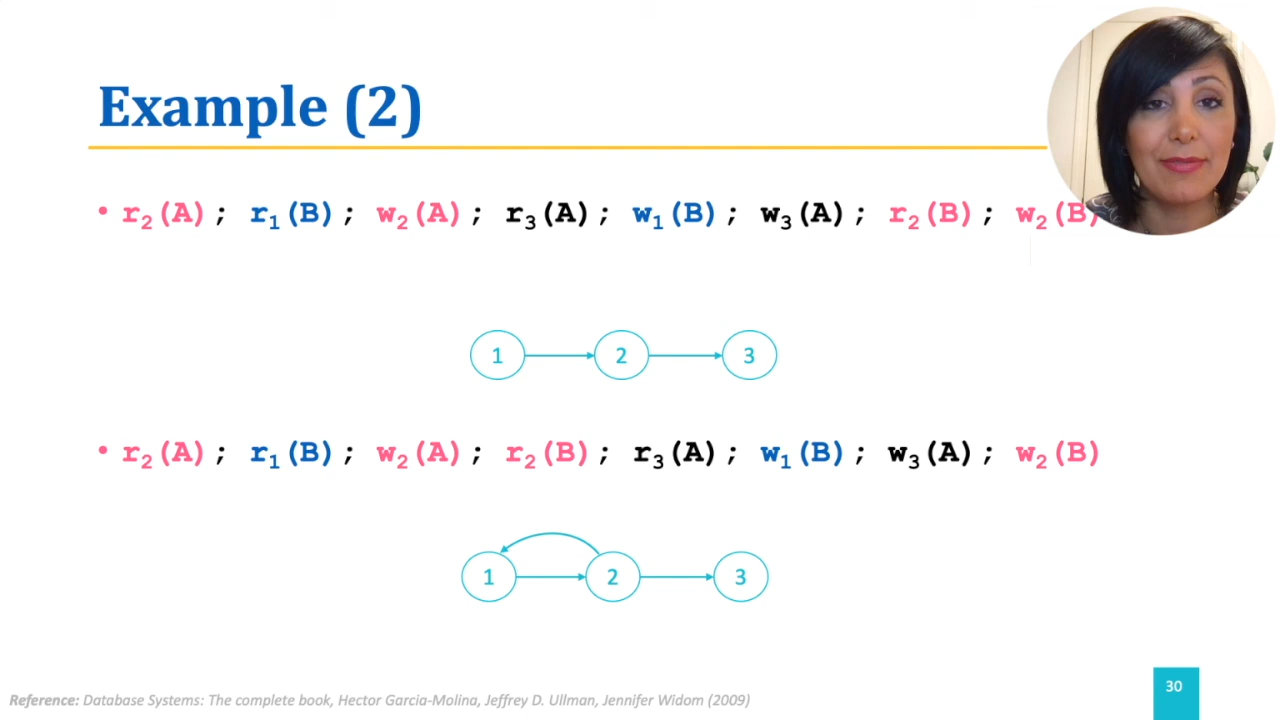 Example (2)
• r₂(A); r₁(B); w₂(A); r₃(A); w₁(B); w₃(A); r₂(B); w₂(B)
1 2 3
• r₂(A); r₁(B); w₂(A); r₂(B); r₃(A); w₁(B); w₃(A); w₂(B)
1 2 3
30
Reference: Database Systems: The complete book, Hector Garcia-Molina, Jeffrey D. Ullman, Jennifer Widom (2009)